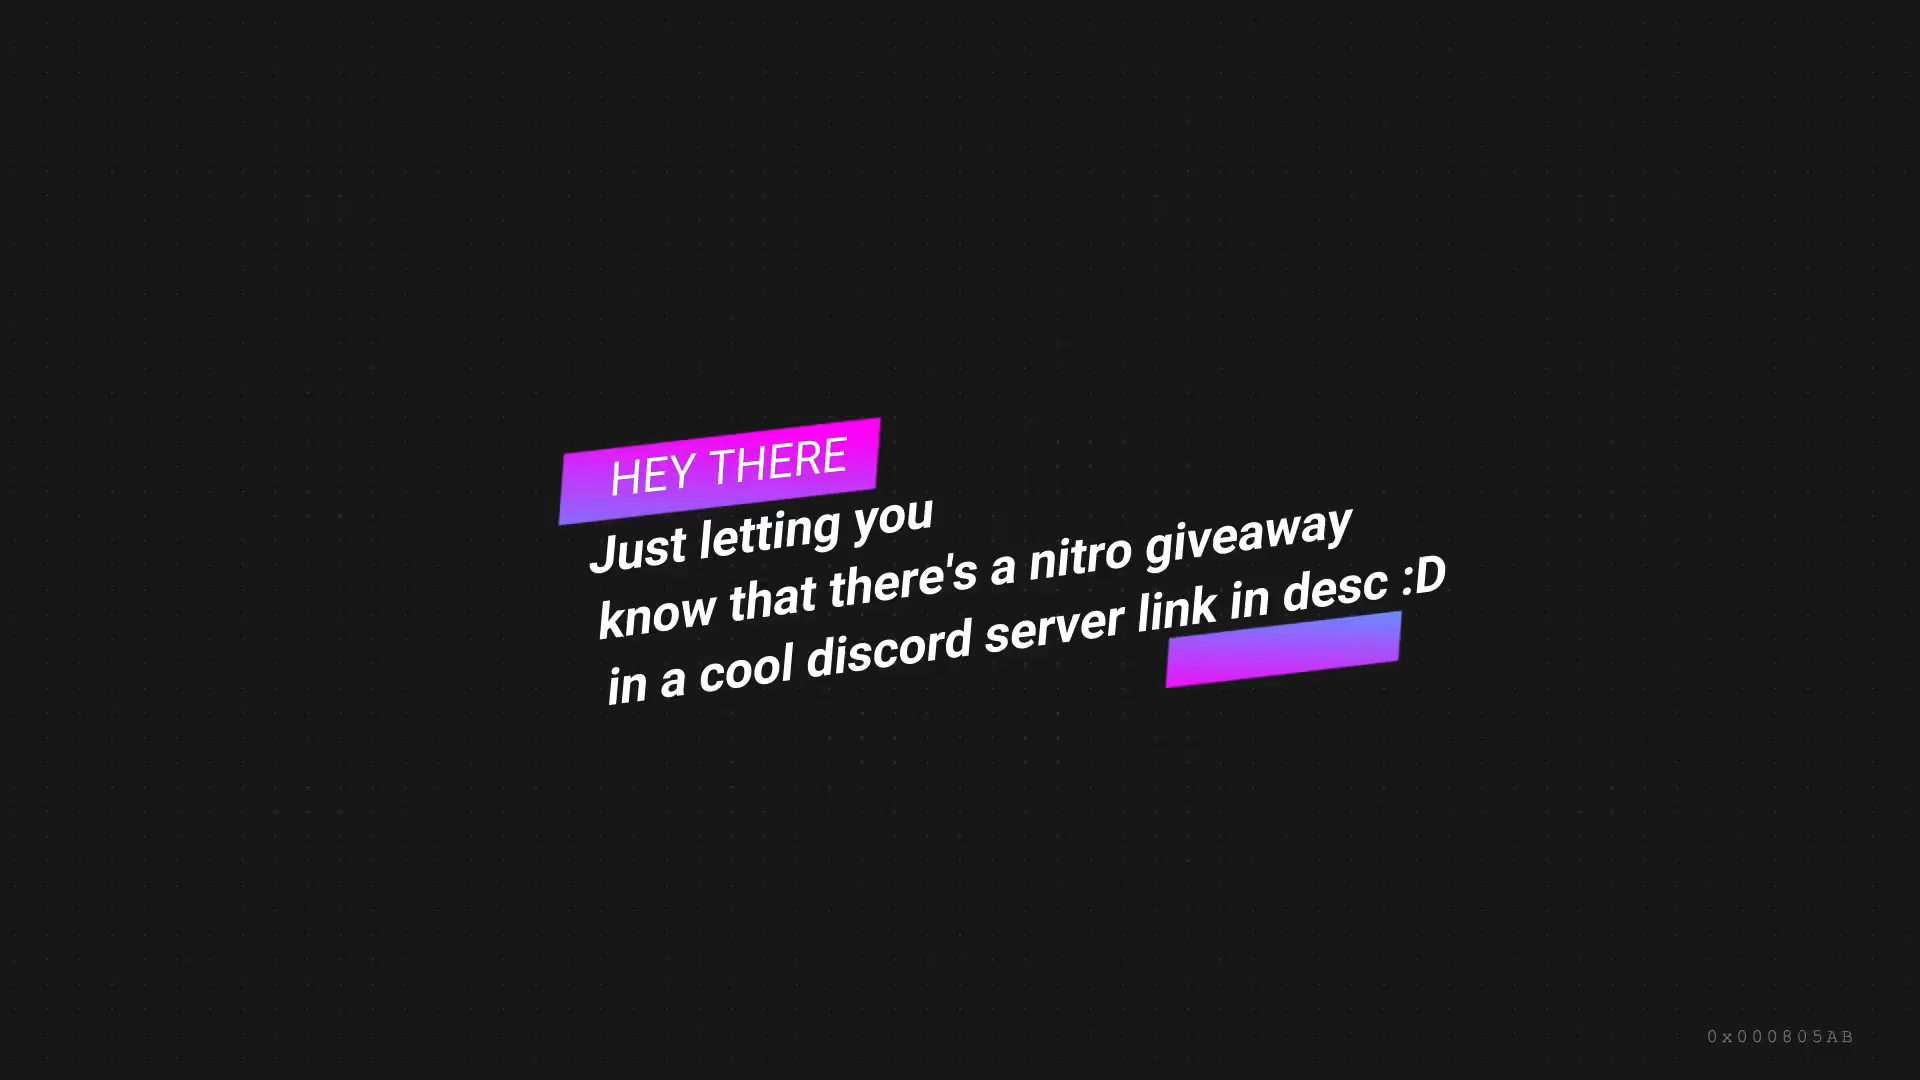 HEY THERE
Just letting you
know that there's a nitro giveaway
in a cool discord server link in desc :D
0x000805AB